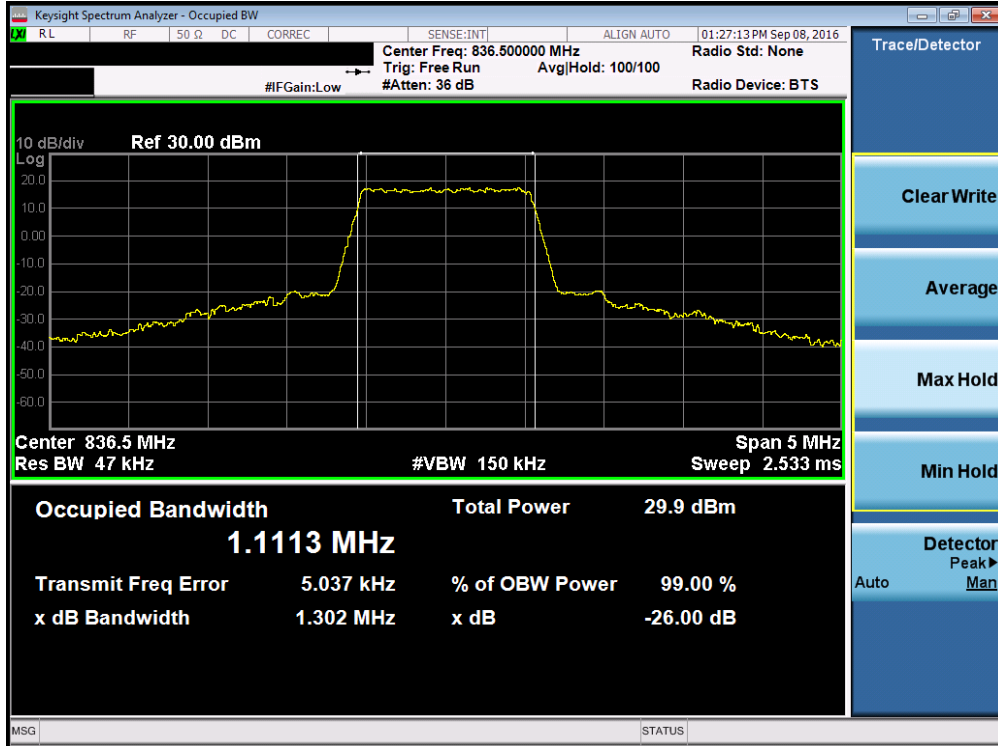 Keysight Spectrum Analyzer - Occupied BW
LXI RL RF 50 Ω DC CORREC SENSE:INT ALIGN AUTO 01:27:13 PM Sep 08, 2016
Center Freq: 836.500000 MHz Radio Std: None
Trig: Free Run Avg|Hold: 100/100
#IFGain:Low #Atten: 36 dB Radio Device: BTS
10 dB/div Ref 30.00 dBm
Log
20.0
10.0
0.00
-10.0
-20.0
-30.0
-40.0
-50.0
-60.0
Center 836.5 MHz Span 5 MHz
Res BW 47 kHz #VBW 150 kHz Sweep 2.533 ms
Occupied Bandwidth Total Power 29.9 dBm
1.1113 MHz
Transmit Freq Error 5.037 kHz % of OBW Power 99.00 %
x dB Bandwidth 1.302 MHz x dB -26.00 dB
Trace/Detector
Clear Write
Average
Max Hold
Min Hold
Detector
Peak▶
Auto Man
MSG STATUS